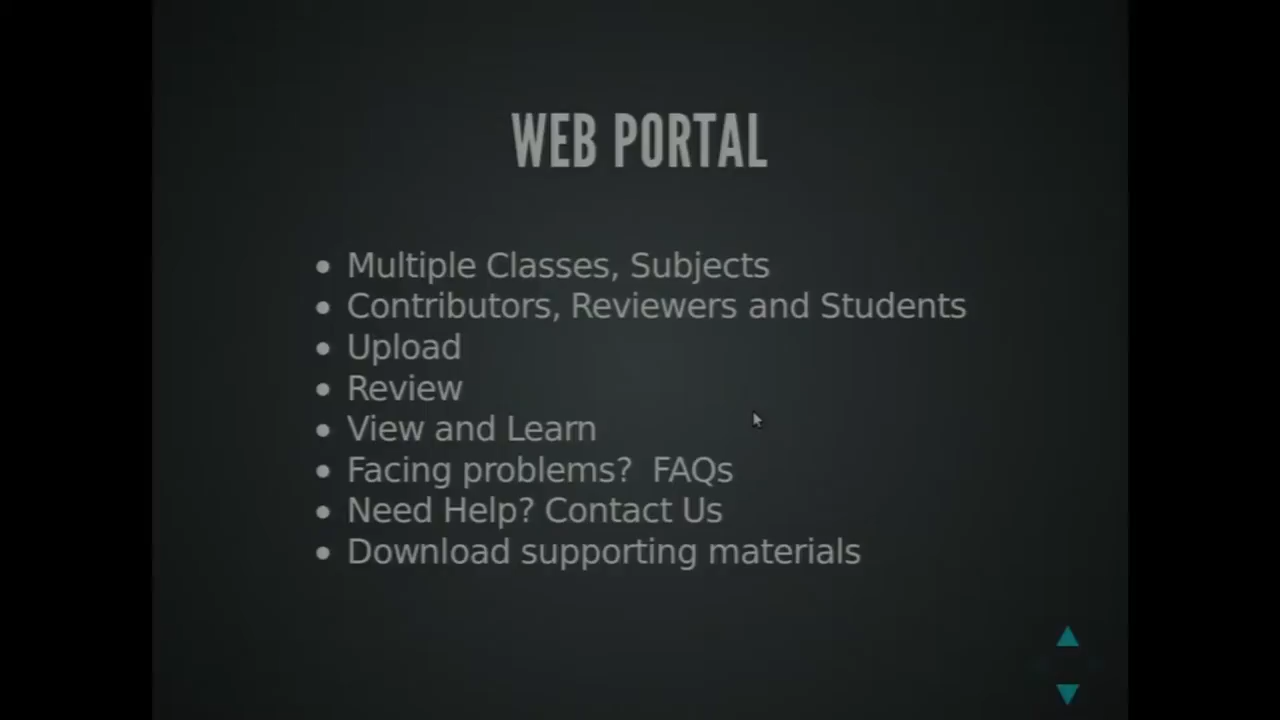 WEB PORTAL
Multiple Classes, Subjects
Contributors, Reviewers and Students
Upload
Review
View and Learn
Facing problems?  FAQs
Need Help? Contact Us
Download supporting materials